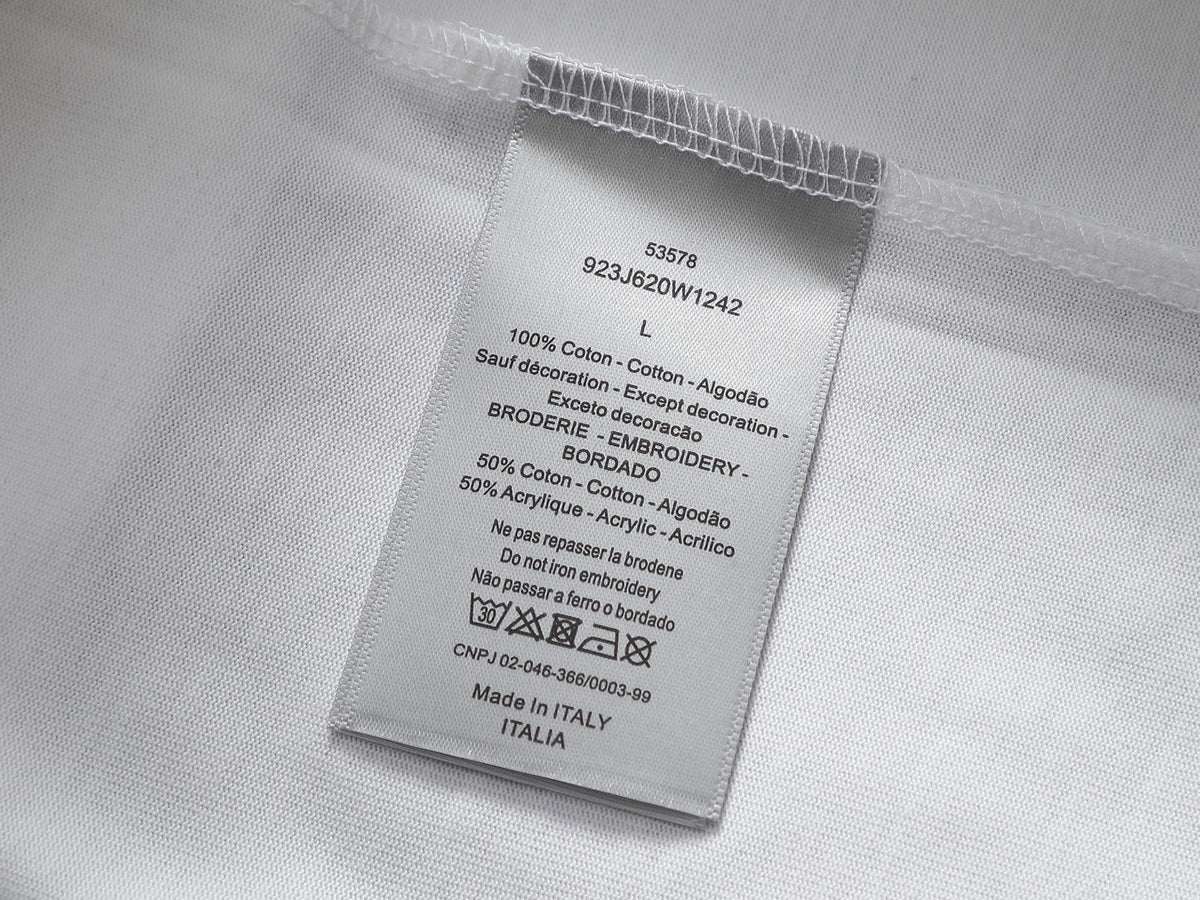 53578
923J620W1242
L
100% Coton - Cotton - Algodão
Sauf décoration - Except decoration -
Exceto decoracão
BRODERIE - EMBROIDERY -
BORDADO
50% Coton - Cotton - Algodão
50% Acrylique - Acrylic - Acrilico
Ne pas repasser la brodene
Do not iron embroidery
Não passar a ferro o bordado
30
CNPJ 02-046-366/0003-99
Made In ITALY
ITALIA